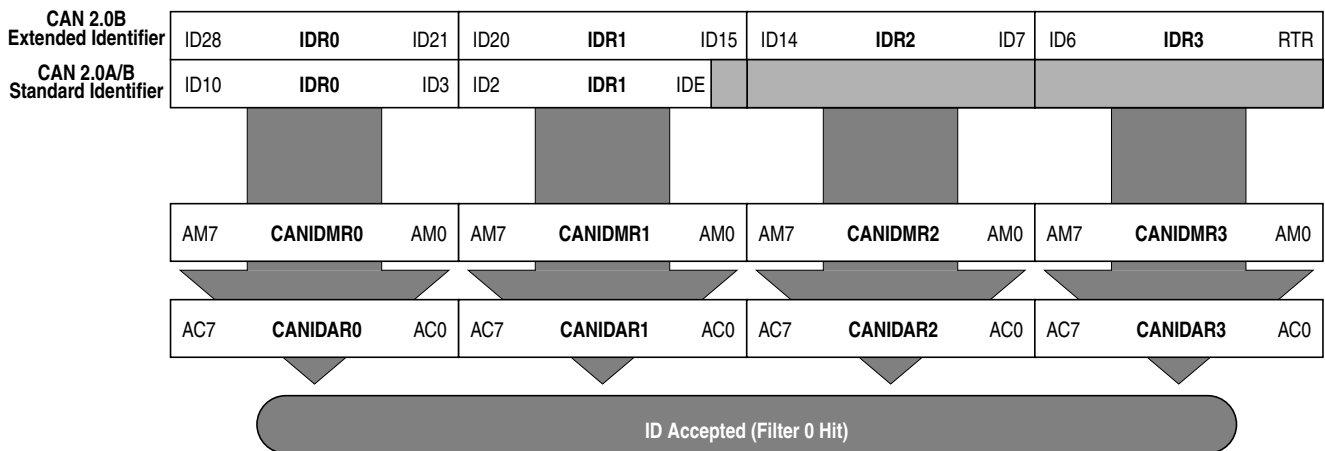 CAN 2.0B
Extended Identifier
ID28 IDR0 ID21 ID20 IDR1 ID15 ID14 IDR2 ID7 ID6 IDR3 RTR
CAN 2.0A/B
Standard Identifier
ID10 IDR0 ID3 ID2 IDR1 IDE
AM7 CANIDMR0 AM0 AM7 CANIDMR1 AM0 AM7 CANIDMR2 AM0 AM7 CANIDMR3 AM0
AC7 CANIDAR0 AC0 AC7 CANIDAR1 AC0 AC7 CANIDAR2 AC0 AC7 CANIDAR3 AC0
ID Accepted (Filter 0 Hit)